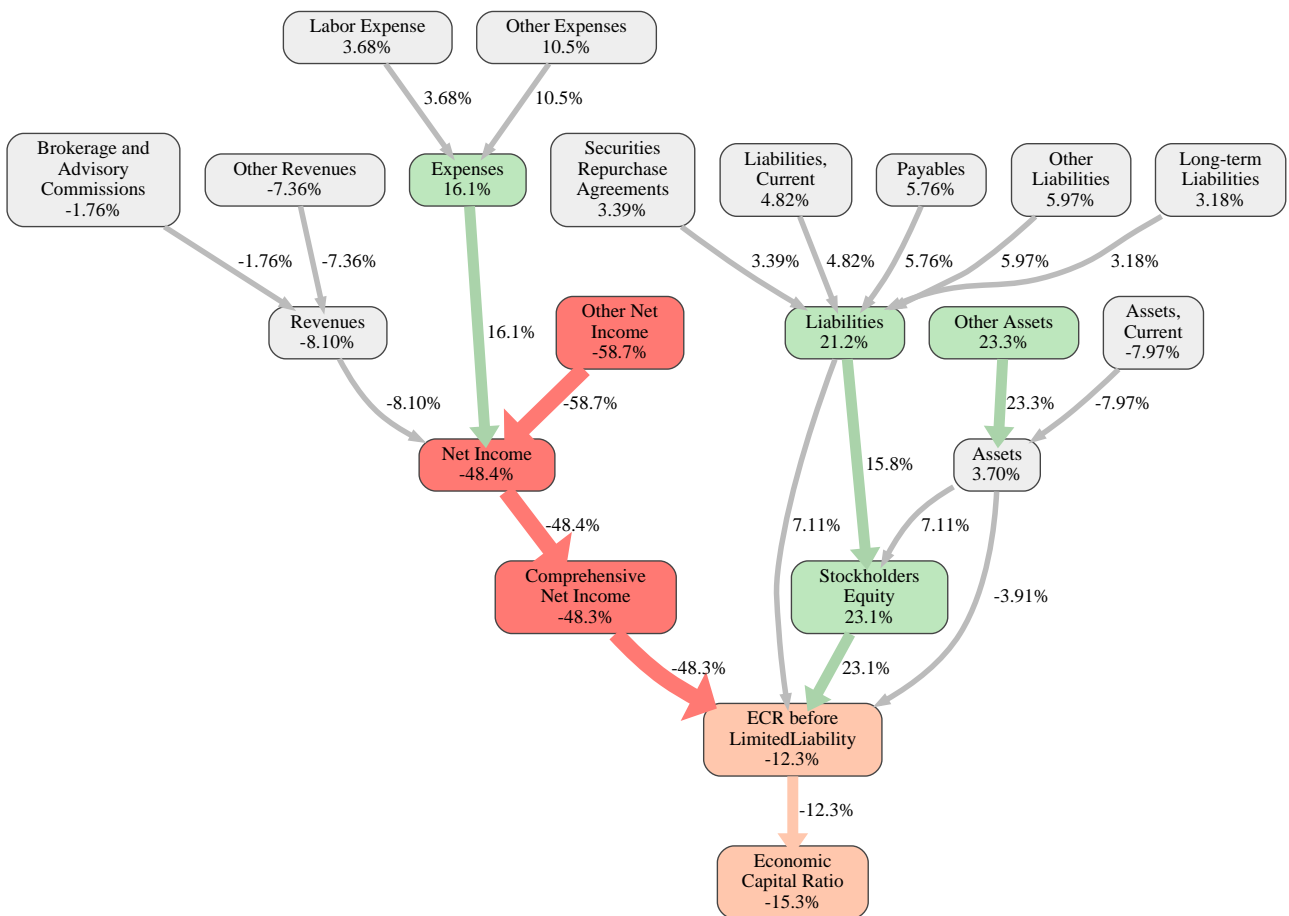 Labor Expense
3.68%
Other Expenses
10.5%
3.68%
10.5%
Brokerage and
Advisory
Commissions
-1.76%
Other Revenues
-7.36%
Expenses
16.1%
Securities
Repurchase
Agreements
3.39%
Liabilities,
Current
4.82%
Payables
5.76%
Other
Liabilities
5.97%
Long-term
Liabilities
3.18%
-1.76%
-7.36%
3.39%
4.82%
5.76%
5.97%
3.18%
Revenues
-8.10%
16.1%
Other Net
Income
-58.7%
Liabilities
21.2%
Other Assets
23.3%
Assets,
Current
-7.97%
-8.10%
-58.7%
23.3%
-7.97%
Net Income
-48.4%
15.8%
Assets
3.70%
-48.4%
7.11%
7.11%
Comprehensive
Net Income
-48.3%
Stockholders
Equity
23.1%
-3.91%
-48.3%
23.1%
ECR before
LimitedLiability
-12.3%
-12.3%
Economic
Capital Ratio
-15.3%